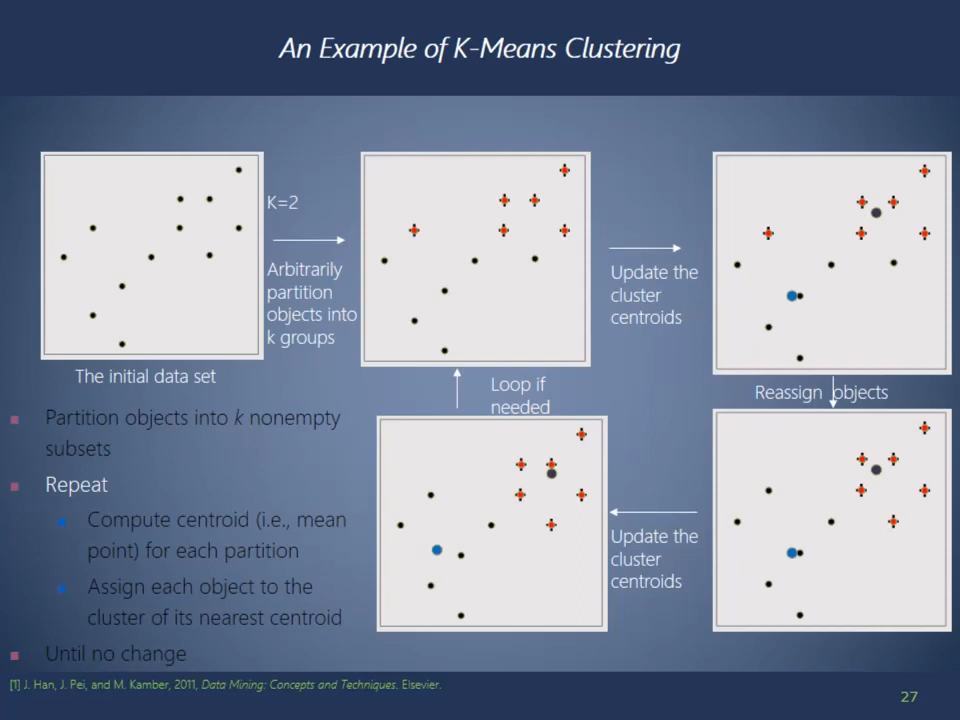 An Example of K-Means Clustering
K=2
Arbitrarily
partition
objects into
k groups
Update the
cluster
centroids
The initial data set
Loop if
needed
Reassign objects
Update the
cluster
centroids
Partition objects into k nonempty
subsets
Repeat
Compute centroid (i.e., mean
point) for each partition
Assign each object to the
cluster of its nearest centroid
Until no change
[1] J. Han, J. Pei, and M. Kamber, 2011, Data Mining: Concepts and Techniques. Elsevier.
27